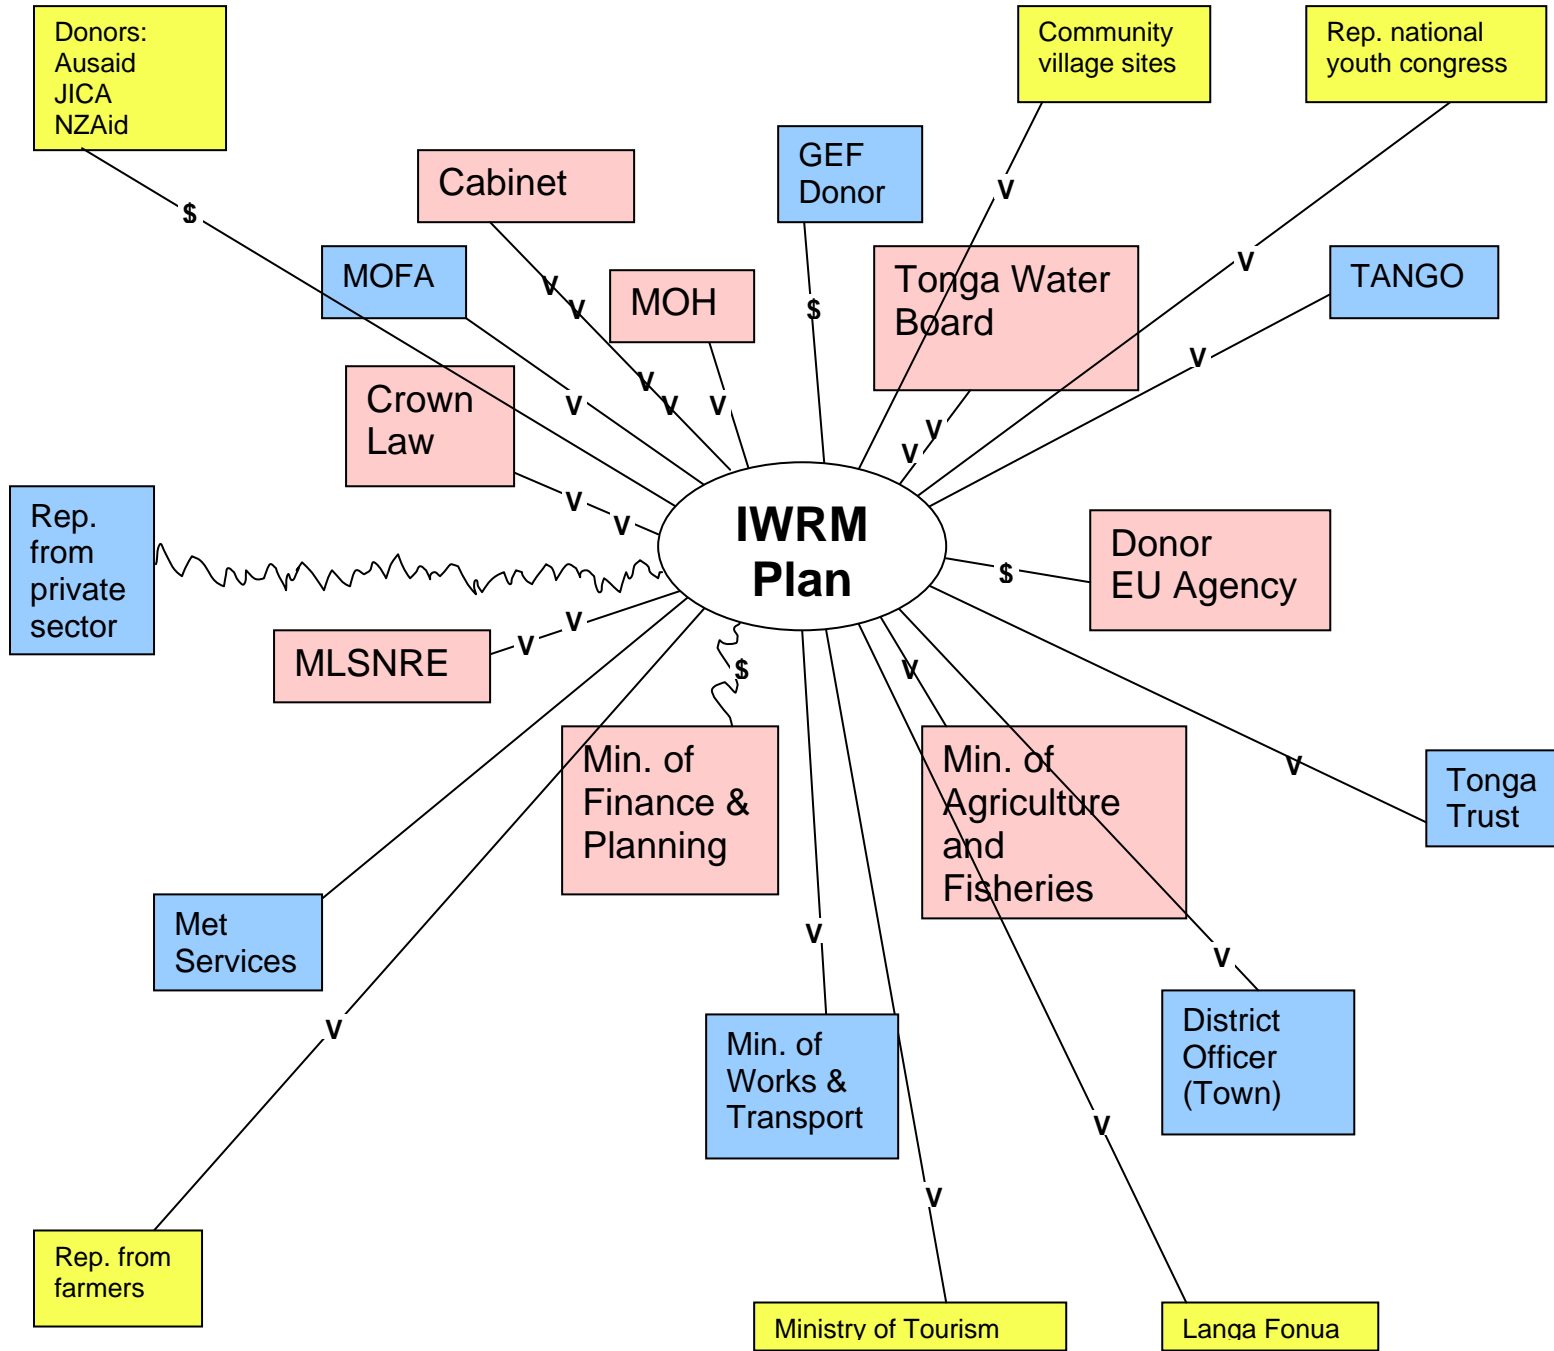 Donors:
Ausaid
JICA
NZAid
Community
village sites
Rep. national
youth congress
GEF
Donor
Cabinet
$
V
MOFA
MOH
Tonga Water
Board
V
TANGO
V
V
$
V
Crown
Law
V
V
V
V
V
V
V
Rep.
from
private
sector
V
V
IWRM
Plan
Donor
EU Agency
$
MLSNRE
V
V
$
V
Min. of
Finance &
Planning
Min. of
Agriculture
and
Fisheries
V
Tonga
Trust
Met
Services
V
V
V
Min. of
Works &
Transport
District
Officer
(Town)
V
V
Rep. from
farmers
Ministry of Tourism
Langa Fonua